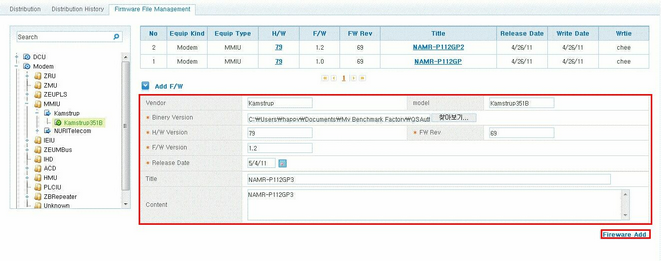 Distribution
Distribution History
Firmware File Management
Search
DCU
Modem
ZRU
ZMU
ZEUPLS
MMIU
Kamstrup
Kamstrup351B
NURITelecom
IEIU
ZEUMBus
IHD
ACD
HMU
PLCIU
ZBRepeater
Unknown
No Equip Kind Equip Type H/W F/W FW Rev Title Release Date Write Date Wrtie
2 Modem MMIU 79 1.2 69 NAMR-P112GP2 4/26/11 4/26/11 chee
1 Modem MMIU 79 1.0 69 NAMR-P112GP 4/26/11 4/26/11 chee
1
Add F/W
Vendor Kamstrup model Kamstrup351B
Binery Version C:₩Users₩happy₩Documents₩My Benchmark Factory₩GSAutl 찾아보기...
H/W Version 79 FW Rev 69
F/W Version 1.2
Release Date 5/4/11
Title NAMR-P112GP3
Content NAMR-P112GP3
Fireware Add